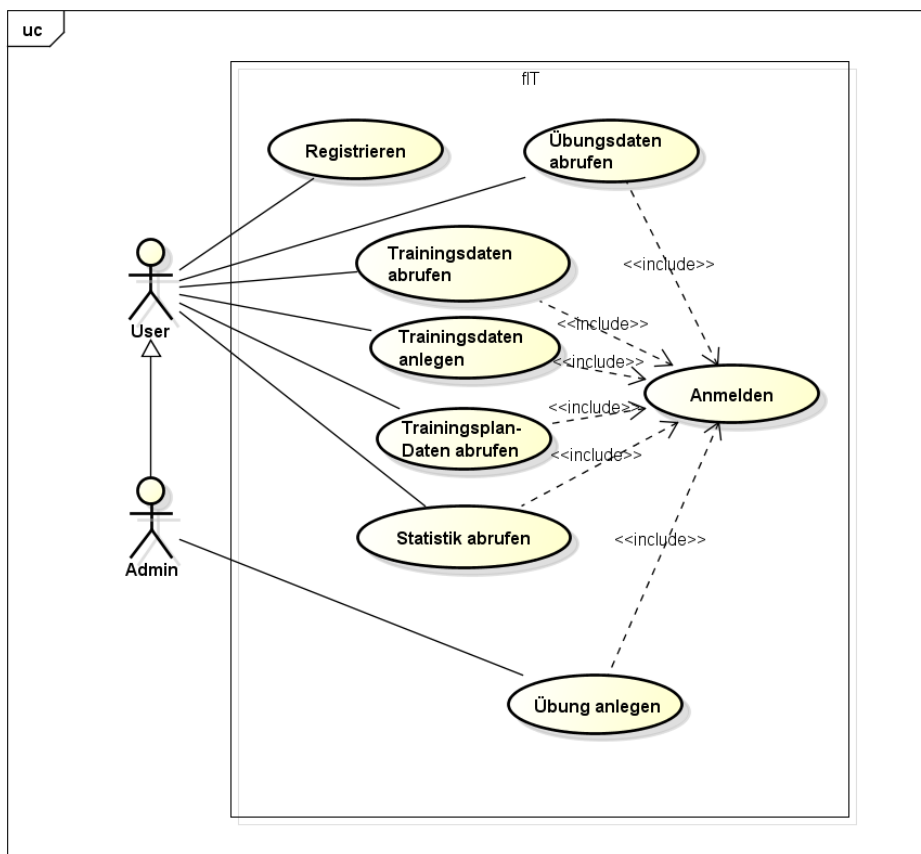 uc
fIT
Registrieren
Übungsdaten
abrufen
Trainingsdaten
abrufen
<<include>>
<<include>>
User
Trainingsdaten
anlegen
<<include>>
Anmelden
<<include>>
Trainingsplan-
Daten abrufen
<<include>>
Statistik abrufen
<<include>>
Admin
Übung anlegen